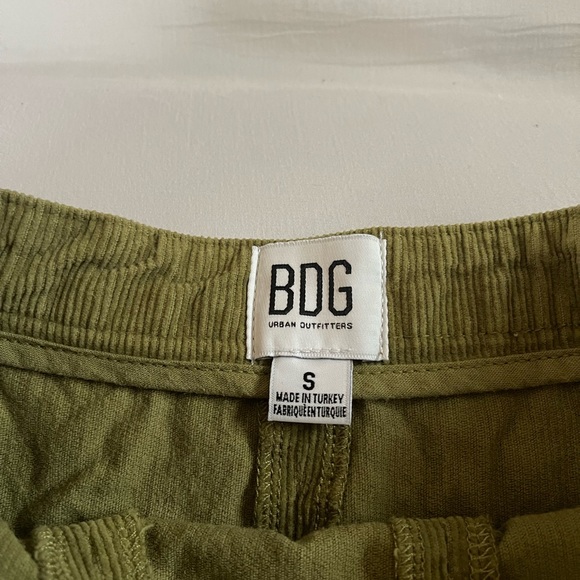 BDG
URBAN OUTFITTERS
S
MADE IN TURKEY
FABRIQUÉ EN TURQUIE